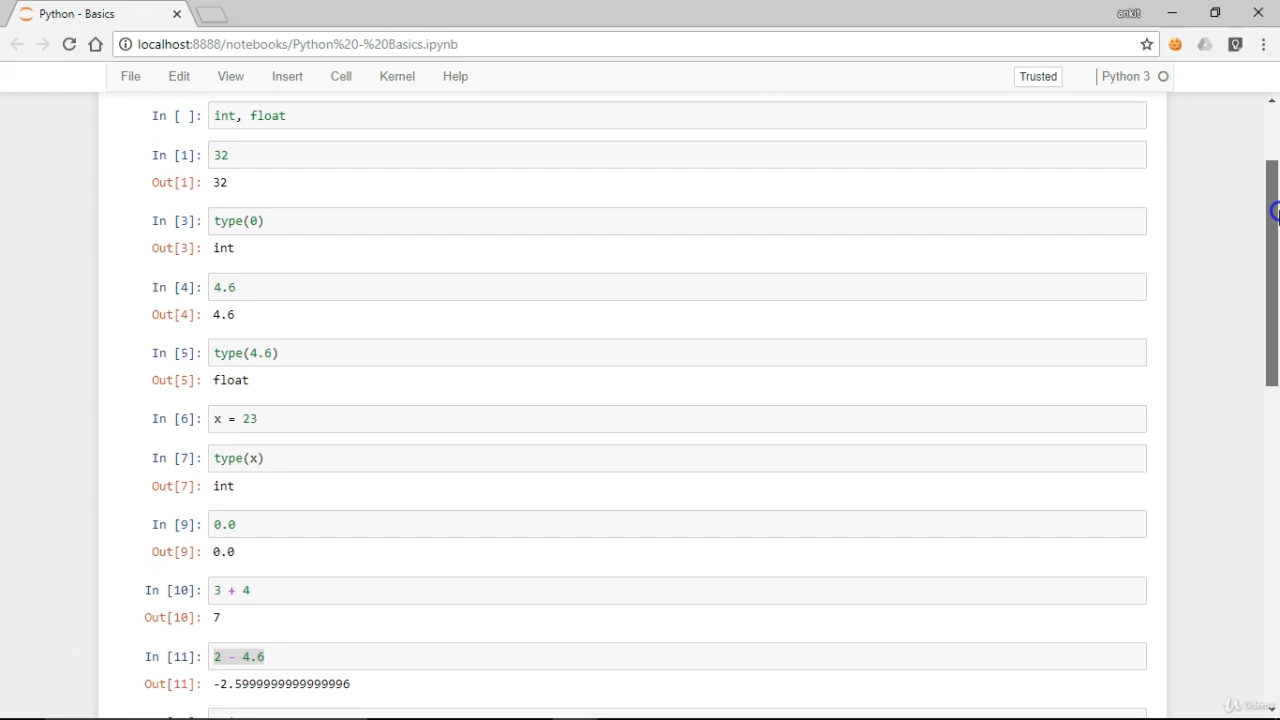 Python - Basics
ankit
localhost:8888/notebooks/Python%20-%20Basics.ipynb
File Edit View Insert Cell Kernel Help Trusted Python 3
In [ ]: int, float
In [1]: 32
Out[1]: 32
In [3]: type(0)
Out[3]: int
In [4]: 4.6
Out[4]: 4.6
In [5]: type(4.6)
Out[5]: float
In [6]: x = 23
In [7]: type(x)
Out[7]: int
In [9]: 0.0
Out[9]: 0.0
In [10]: 3 + 4
Out[10]: 7
In [11]: 2 - 4.6
Out[11]: -2.5999999999999996
Udemy